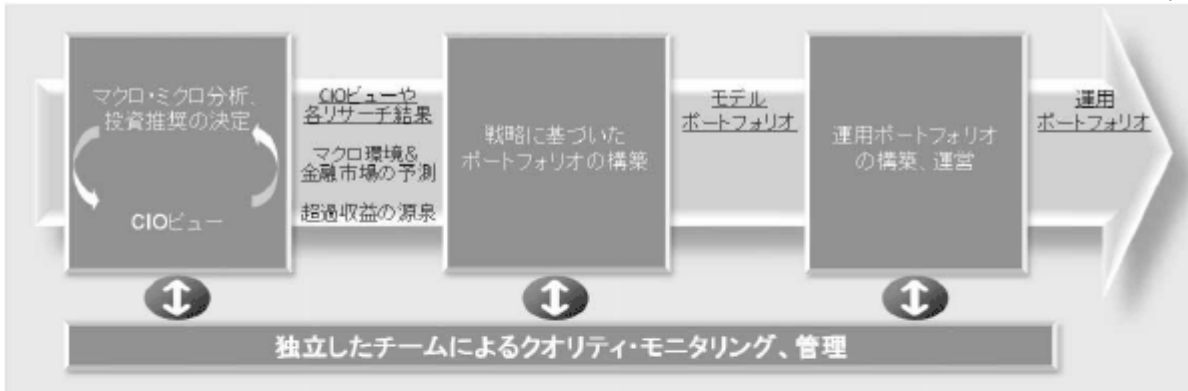 マクロ・ミクロ分析、
投資推奨の決定
CIOビュー
CIOビューや
各リサーチ結果
マクロ環境&
金融市場の予測
超過収益の源泉
戦略に基づいた
ポートフォリオの構築
モデル
ポートフォリオ
運用ポートフォリオ
の構築、運営
運用
ポートフォリオ
独立したチームによるクオリティ・モニタリング、管理